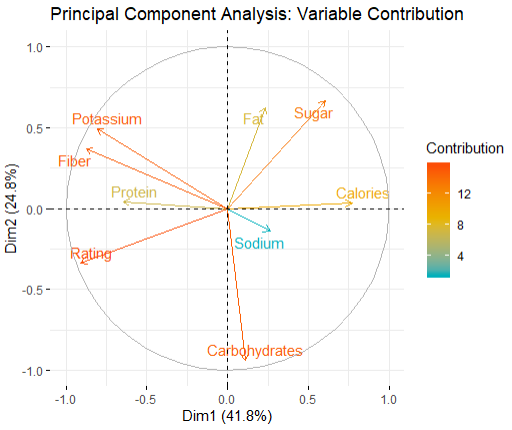 Principal Component Analysis: Variable Contribution
1.0
0.5
0.0
-0.5
-1.0
Dim2 (24.8%)
Potassium
Fat
Sugar
Fiber
Protein
Calories
Sodium
Rating
Carbohydrates
-1.0 -0.5 0.0 0.5 1.0
Dim1 (41.8%)
Contribution
12
8
4